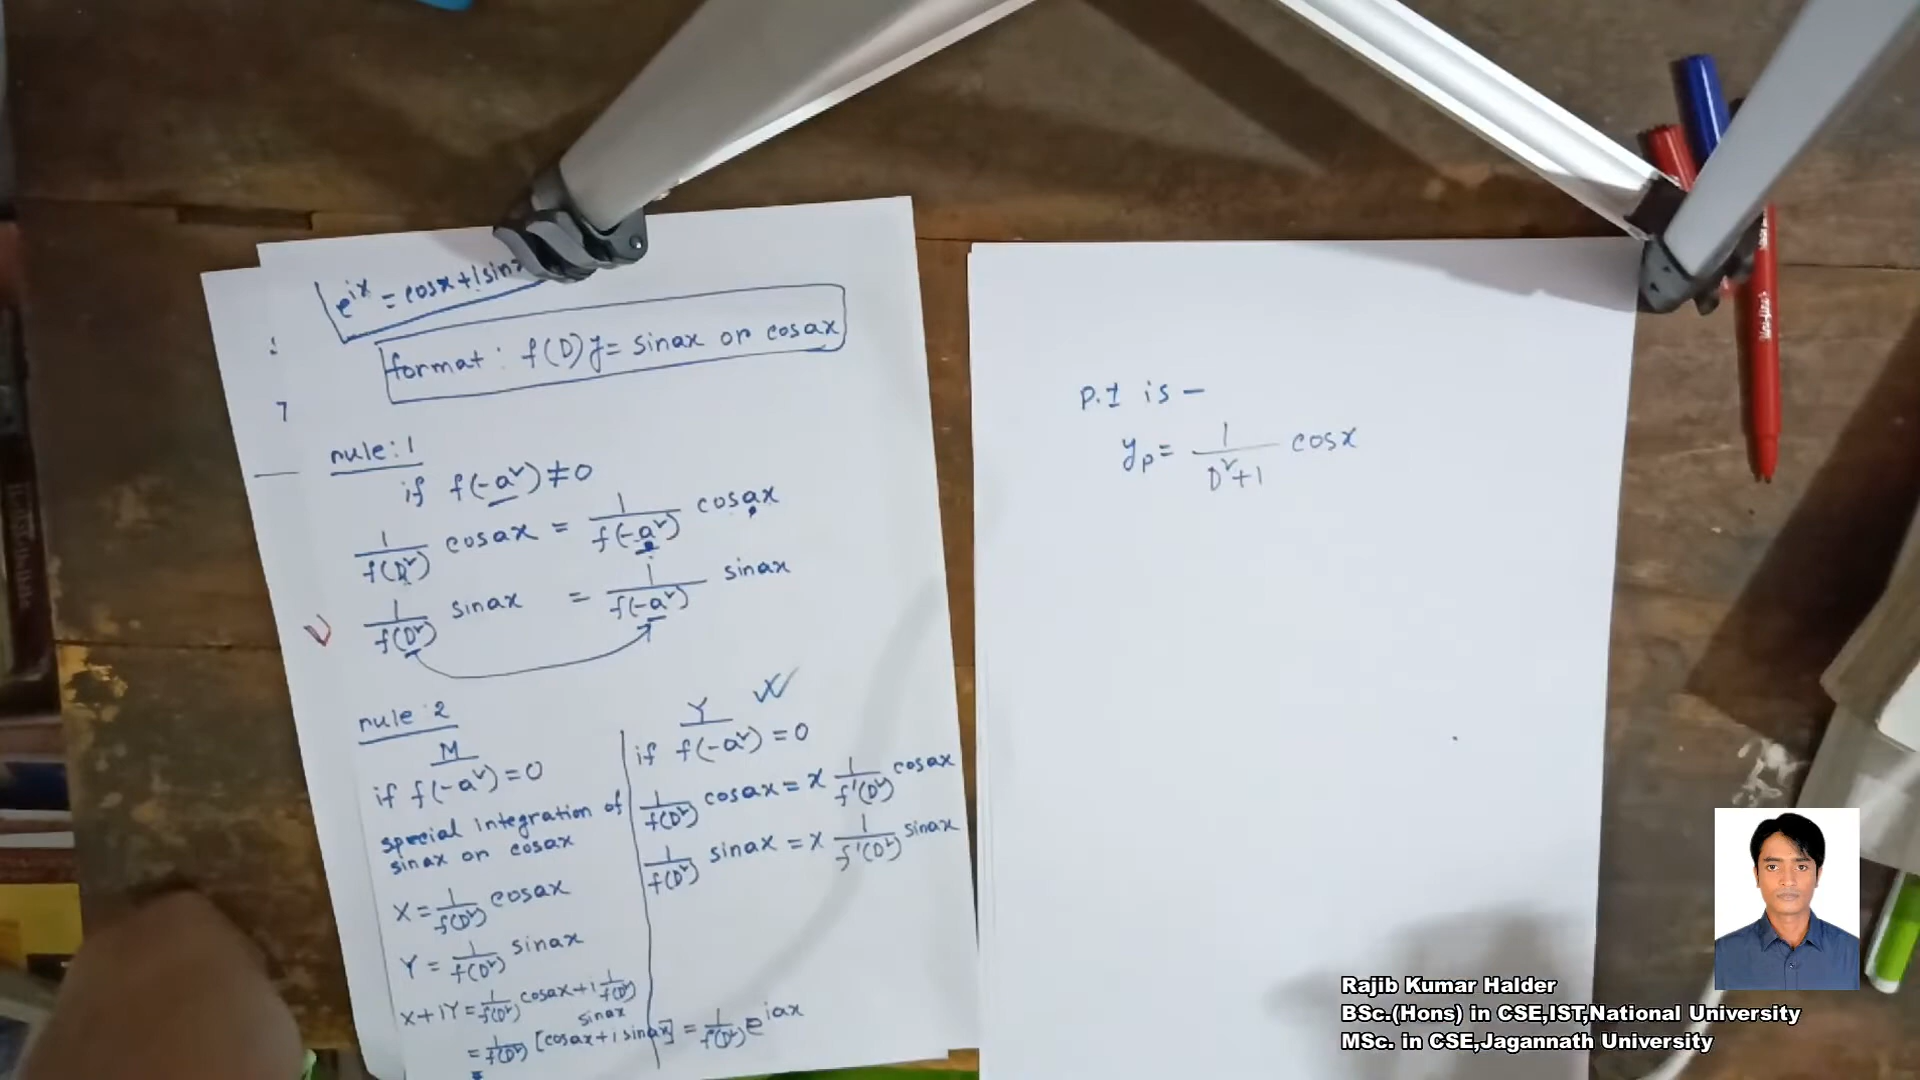 e^ix = cosx + i sinx
format : f(D)y = sinax or cosax
rule : 1
if f(-a²) ≠ 0
1/f(D²) cosax = 1/f(-a²) cosax
1/f(D²) sinax = 1/f(-a²) sinax
rule : 2
M
if f(-a²) = 0
special integration of
sinax or cosax
X = 1/f(D²) cosax
Y = 1/f(D²) sinax
X + iY = 1/f(D²) cosax + i 1/f(D²) sinax
= 1/f(D²) [cosax + i sinax] = 1/f(D²) e^iax
Y
if f(-a²) = 0
1/f(D²) cosax = x 1/f'(D²) cosax
1/f(D²) sinax = x 1/f'(D²) sinax
P.I is –
yₚ = 1/(D²+1) cosx
Rajib Kumar Halder
BSc.(Hons) in CSE,IST,National University
MSc. in CSE,Jagannath University